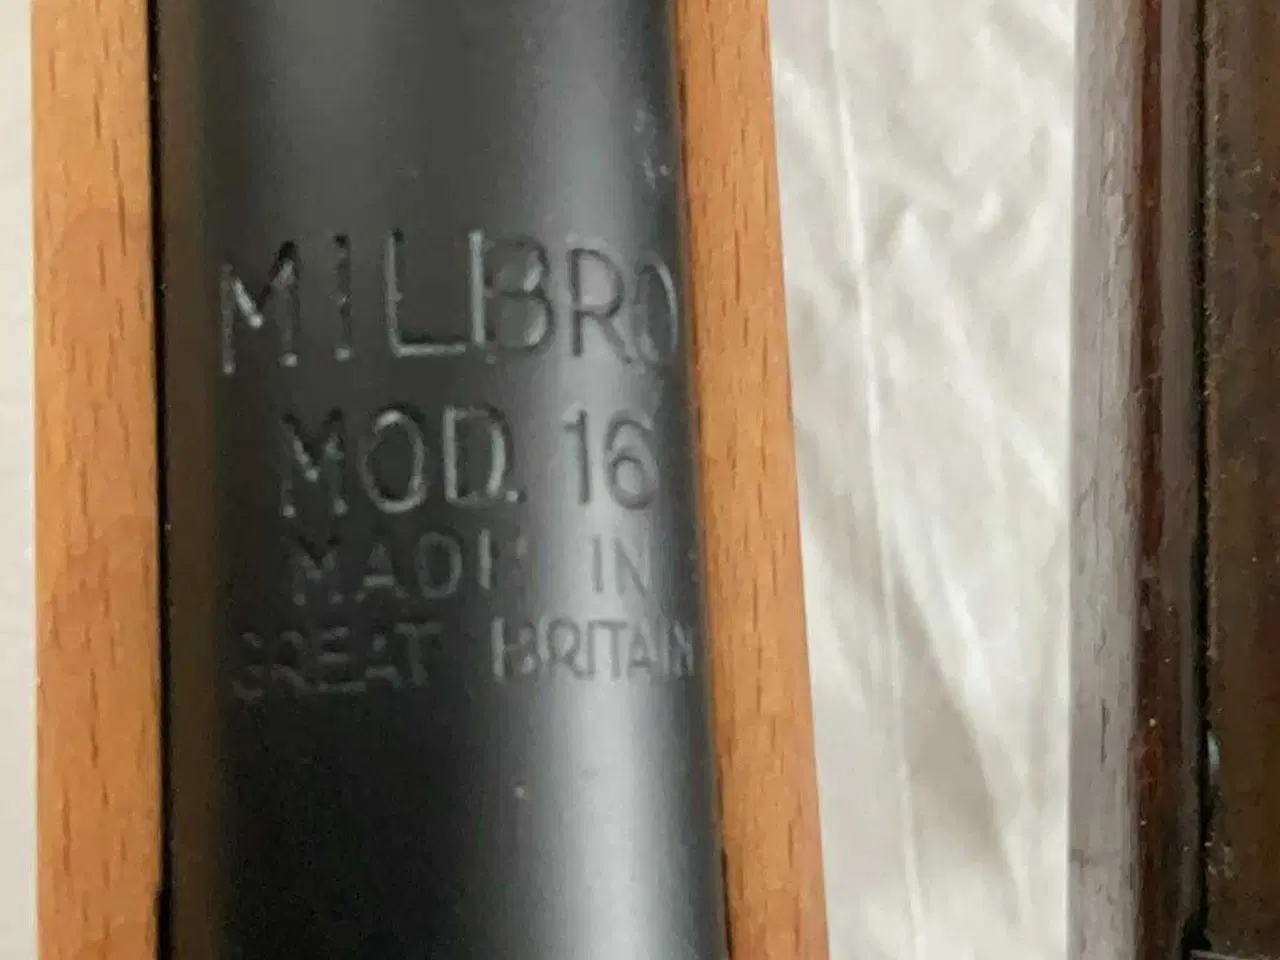 MILBRO
MOD. 16
MADE IN
GREAT BRITAIN